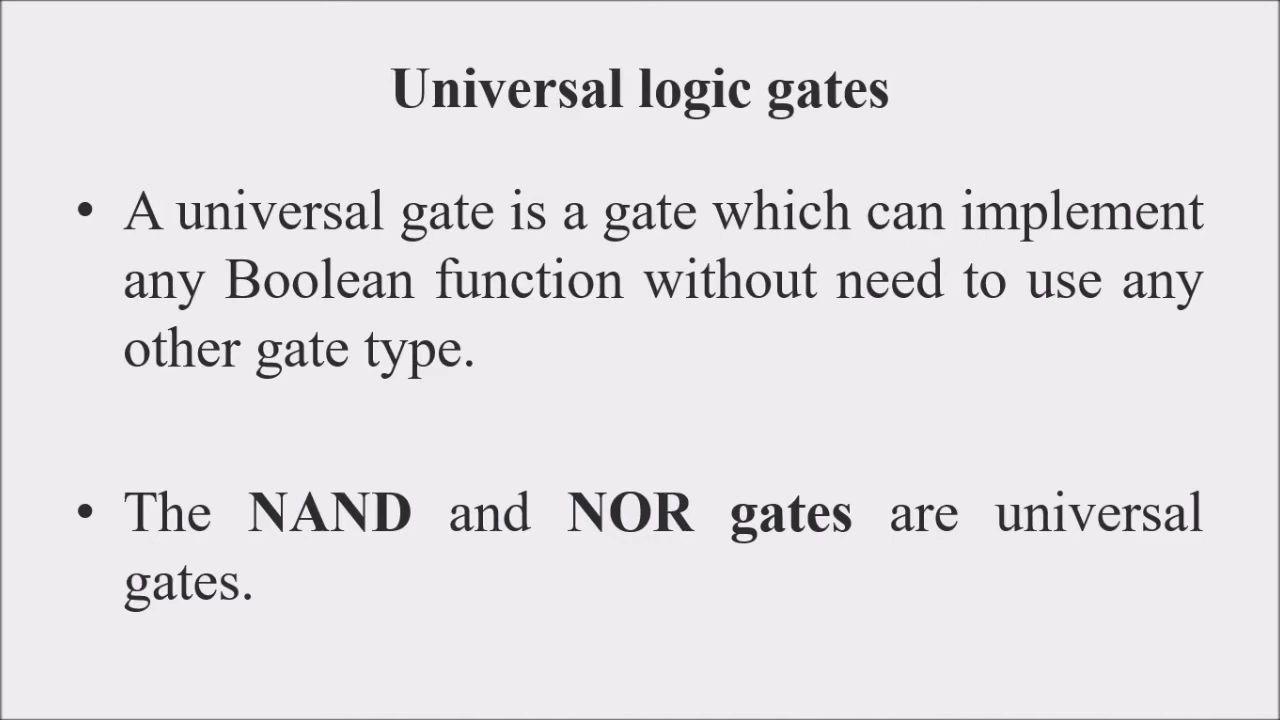 Universal logic gates
• A universal gate is a gate which can implement
any Boolean function without need to use any
other gate type.
• The NAND and NOR gates are universal
gates.